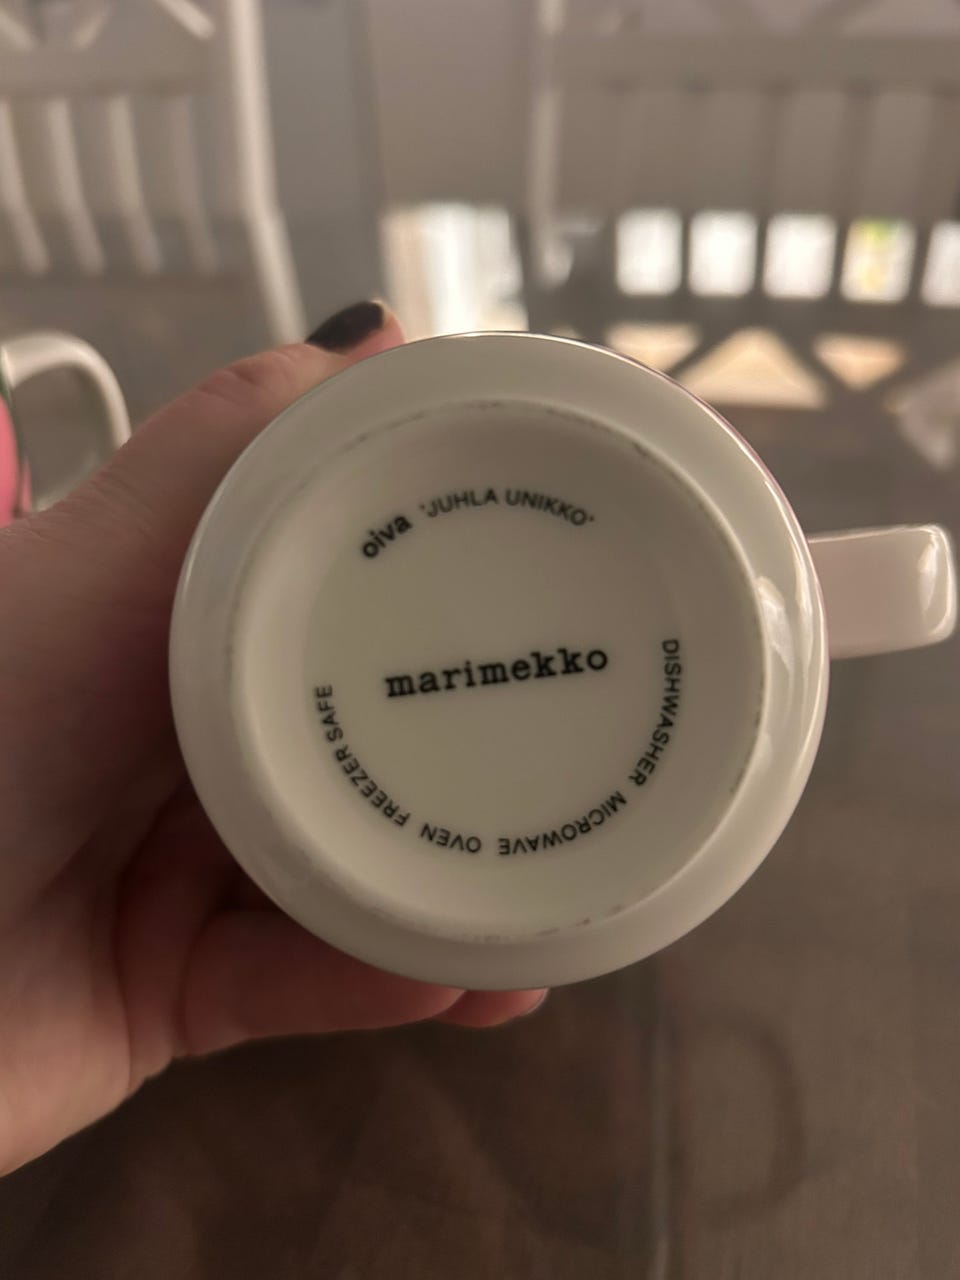 oiva 'JUHLA UNIKKO'
marimekko
DISHWASHER MICROWAVE OVEN FREEZER SAFE